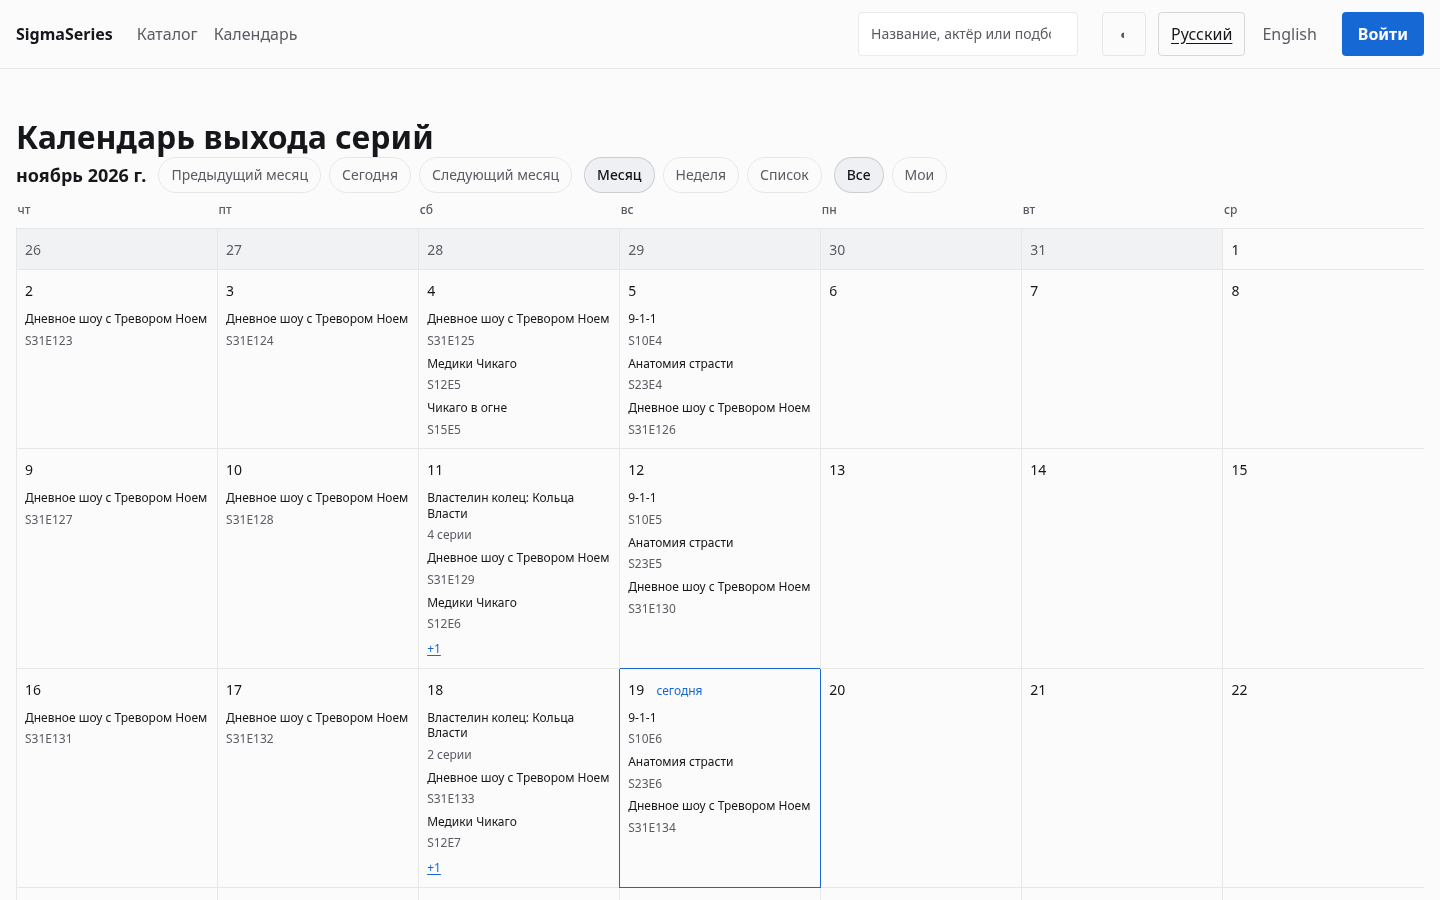 SigmaSeries Каталог Календарь Название, актёр или подбо Русский English Войти
Календарь выхода серий
ноябрь 2026 г. Предыдущий месяц Сегодня Следующий месяц Месяц Неделя Список Все Мои
чт пт сб вс пн вт ср
26 27 28 29 30 31 1
2 3 4 5 6 7 8
Дневное шоу с Тревором Ноем Дневное шоу с Тревором Ноем Дневное шоу с Тревором Ноем 9-1-1
S31E123 S31E124 S31E125 S10E4
Медики Чикаго Анатомия страсти
S12E5 S23E4
Чикаго в огне Дневное шоу с Тревором Ноем
S15E5 S31E126
9 10 11 12 13 14 15
Дневное шоу с Тревором Ноем Дневное шоу с Тревором Ноем Властелин колец: Кольца 9-1-1
S31E127 S31E128 Власти S10E5
4 серии Анатомия страсти
Дневное шоу с Тревором Ноем S23E5
S31E129 Дневное шоу с Тревором Ноем
Медики Чикаго S31E130
S12E6
+1
16 17 18 19 сегодня 20 21 22
Дневное шоу с Тревором Ноем Дневное шоу с Тревором Ноем Властелин колец: Кольца 9-1-1
S31E131 S31E132 Власти S10E6
2 серии Анатомия страсти
Дневное шоу с Тревором Ноем S23E6
S31E133 Дневное шоу с Тревором Ноем
Медики Чикаго S31E134
S12E7
+1